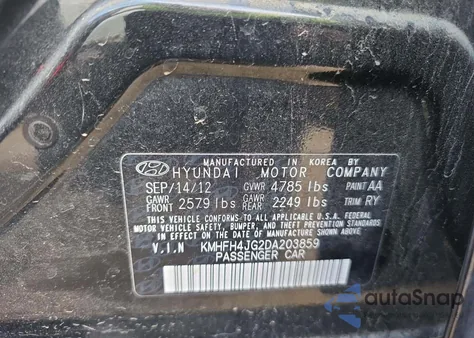 MANUFACTURED IN KOREA BY
HYUNDAI MOTOR COMPANY
SEP/14/12 GVWR 4785 lbs PAINT AA
GAWR FRONT 2579 lbs GAWR REAR 2249 lbs TRIM RY
THIS VEHICLE CONFORMS TO ALL APPLICABLE U.S.A. FEDERAL
MOTOR VEHICLE SAFETY, BUMPER, AND THEFT PREVENTION STANDARDS
IN EFFECT ON THE DATE OF MANUFACTURE SHOWN ABOVE.
V.I.N KMHFH4JG2DA203859
PASSENGER CAR
autoSnap